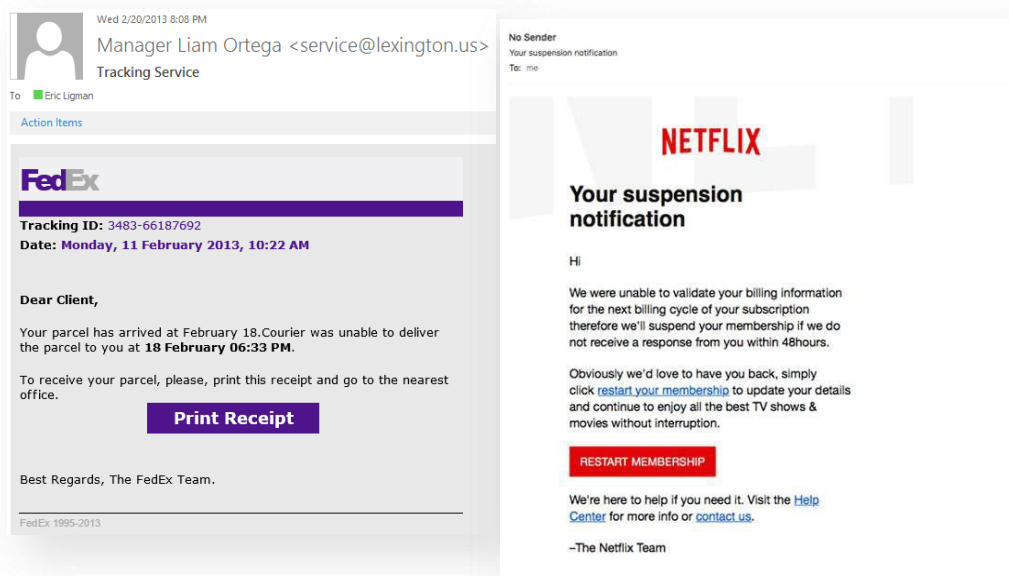 Wed 2/20/2013 8:08 PM
Manager Liam Ortega <service@lexington.us>
Tracking Service
To Eric Ligman
Action Items
FedEx
Tracking ID: 3483-66187692
Date: Monday, 11 February 2013, 10:22 AM
Dear Client,
Your parcel has arrived at February 18.Courier was unable to deliver
the parcel to you at 18 February 06:33 PM.
To receive your parcel, please, print this receipt and go to the nearest
office.
Print Receipt
Best Regards, The FedEx Team.
FedEx 1995-2013
No Sender
Your suspension notification
To: me
NETFLIX
Your suspension
notification
Hi
We were unable to validate your billing information
for the next billing cycle of your subscription
therefore we'll suspend your membership if we do
not receive a response from you within 48hours.
Obviously we'd love to have you back, simply
click restart your membership to update your details
and continue to enjoy all the best TV shows &
movies without interruption.
RESTART MEMBERSHIP
We're here to help if you need it. Visit the Help
Center for more info or contact us.
–The Netflix Team